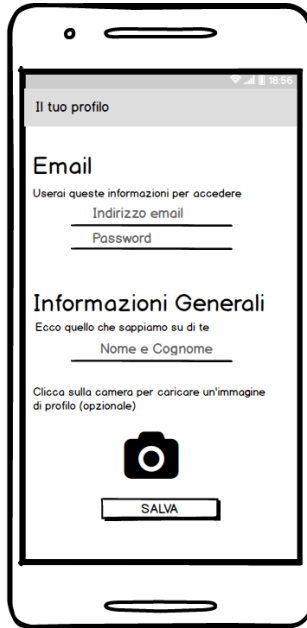 18:56
Il tuo profilo
Email
Userai queste informazioni per accedere
Indirizzo email
Password
Informazioni Generali
Ecco quello che sappiamo su di te
Nome e Cognome
Clicca sulla camera per caricare un'immagine
di profilo (opzionale)
SALVA